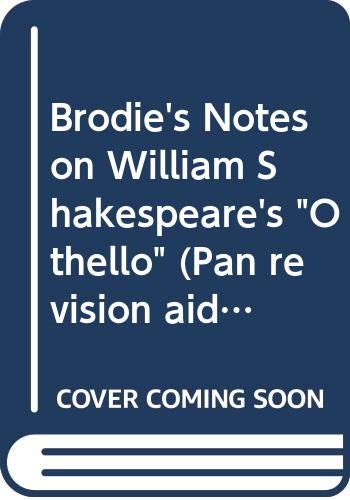 Brodie's Notes
on William S
hakespeare's "O
thello" (Pan re
vision aid...
COVER COMING SOON